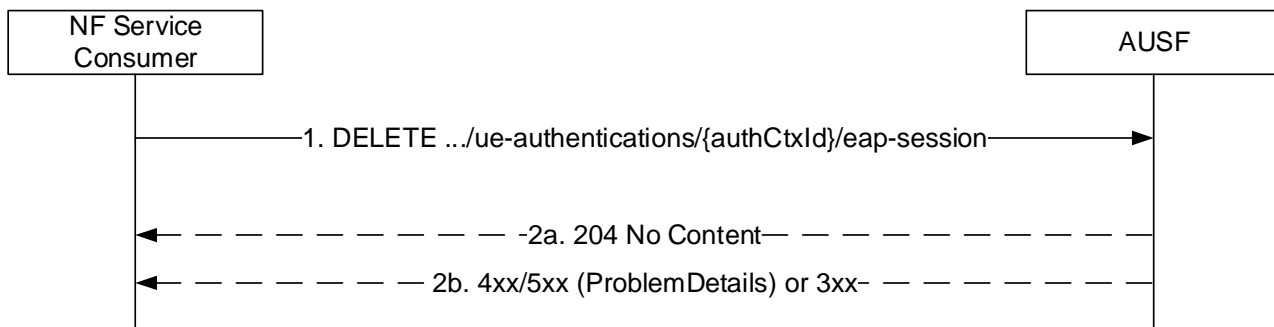 NF Service
Consumer
AUSF
1. DELETE .../ue-authentications/{authCtxId}/eap-session
2a. 204 No Content
2b. 4xx/5xx (ProblemDetails) or 3xx